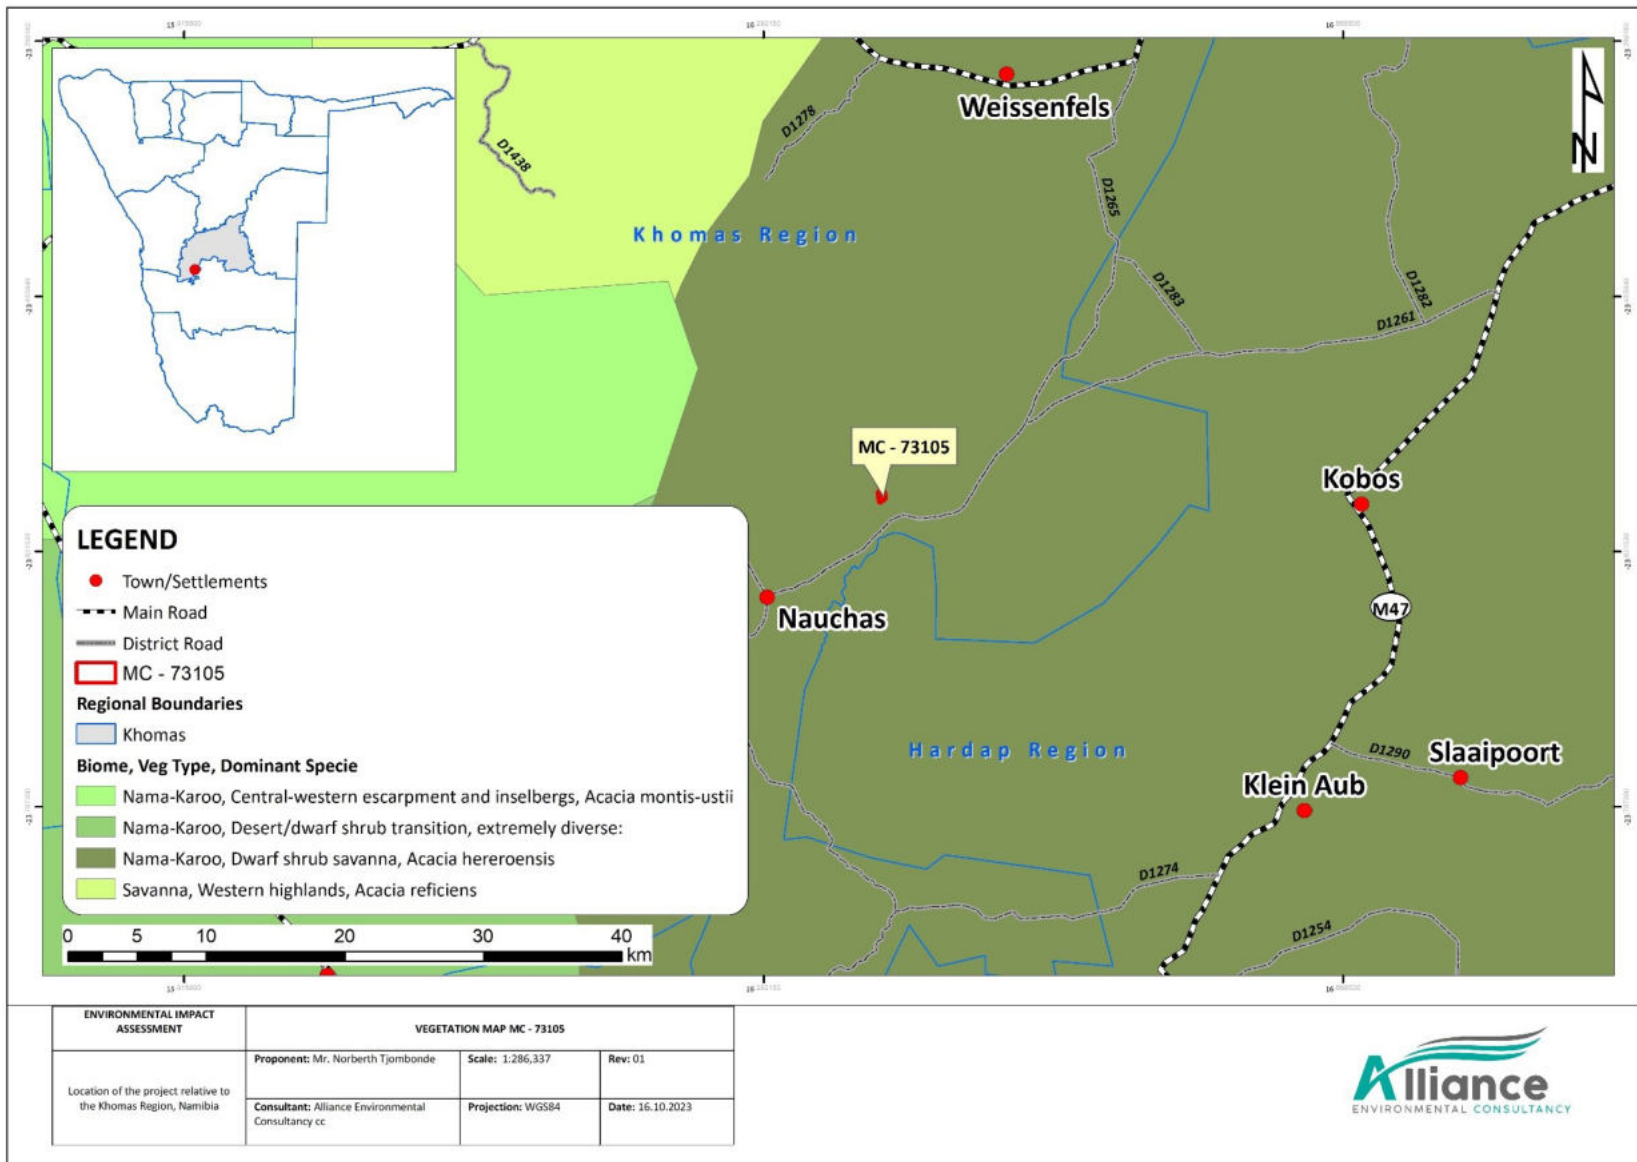 Weissenfels
D1278
D1438
D1265
Khomas Region
D1283
D1282
D1261
MC - 73105
Kobos
Nauchas
M47
Hardap Region
D1290
Slaaipoort
Klein Aub
D1274
D1254
N
LEGEND
Town/Settlements
Main Road
District Road
MC - 73105
Regional Boundaries
Khomas
Biome, Veg Type, Dominant Specie
Nama-Karoo, Central-western escarpment and inselbergs, Acacia montis-ustii
Nama-Karoo, Desert/dwarf shrub transition, extremely diverse:
Nama-Karoo, Dwarf shrub savanna, Acacia hereroensis
Savanna, Western highlands, Acacia reficiens
0 5 10 20 30 40
km
ENVIRONMENTAL IMPACT
ASSESSMENT
VEGETATION MAP MC - 73105
Location of the project relative to
the Khomas Region, Namibia
Proponent: Mr. Norberth Tjombonde
Scale: 1:286,337
Rev: 01
Consultant: Alliance Environmental
Consultancy cc
Projection: WGS84
Date: 16.10.2023
Alliance
ENVIRONMENTAL CONSULTANCY